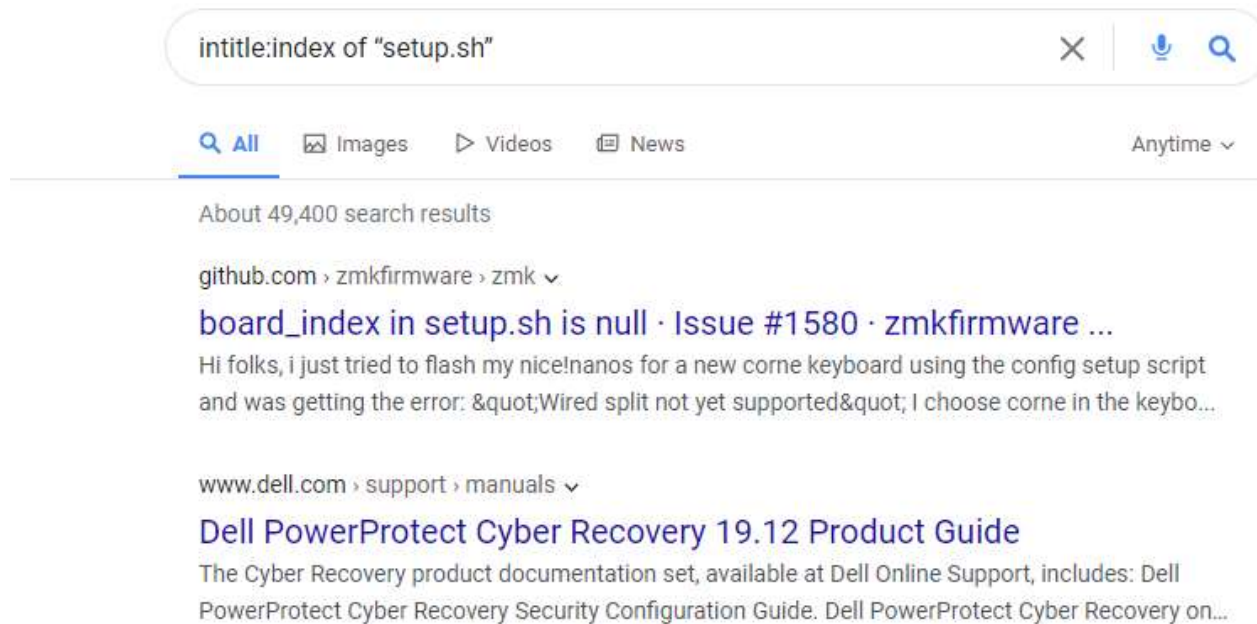 intitle:index of “setup.sh”
All Images Videos News Anytime
About 49,400 search results
github.com › zmkfirmware › zmk
board_index in setup.sh is null · Issue #1580 · zmkfirmware ...
Hi folks, i just tried to flash my nice!nanos for a new corne keyboard using the config setup script
and was getting the error: &quot;Wired split not yet supported&quot; I choose corne in the keybo...
www.dell.com › support › manuals
Dell PowerProtect Cyber Recovery 19.12 Product Guide
The Cyber Recovery product documentation set, available at Dell Online Support, includes: Dell
PowerProtect Cyber Recovery Security Configuration Guide. Dell PowerProtect Cyber Recovery on...